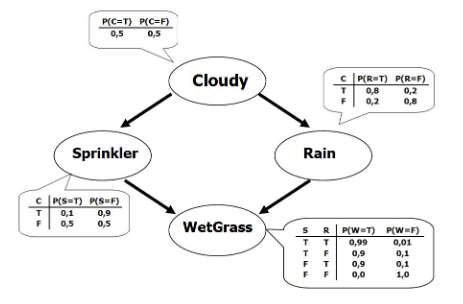 P(C=T) P(C=F)
0,5 0,5
Cloudy
C P(R=T) P(R=F)
T 0,8 0,2
F 0,2 0,8
Sprinkler
Rain
C P(S=T) P(S=F)
T 0,1 0,9
F 0,5 0,5
WetGrass
S R P(W=T) P(W=F)
T T 0,99 0,01
T F 0,9 0,1
F T 0,9 0,1
F F 0,0 1,0